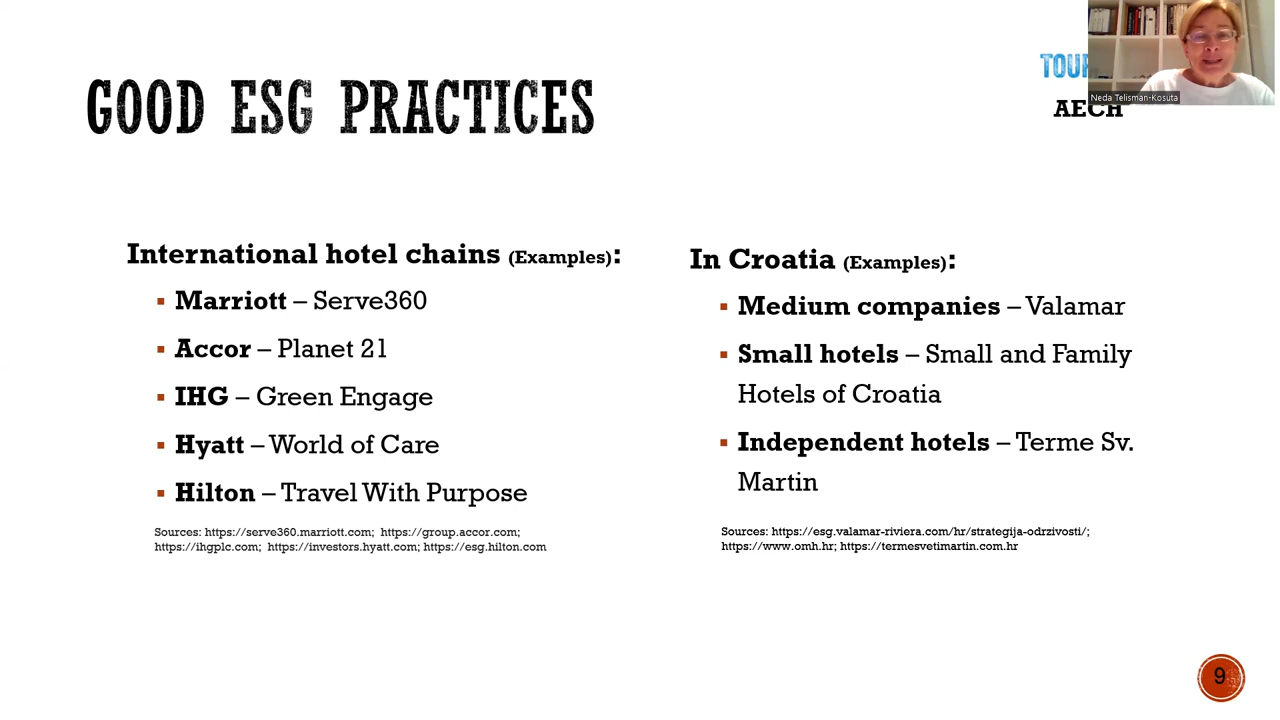 GOOD ESG PRACTICES
TOUR
AECH
Neda Telisman-Kosuta
International hotel chains (Examples):
▪ Marriott – Serve360
▪ Accor – Planet 21
▪ IHG – Green Engage
▪ Hyatt – World of Care
▪ Hilton – Travel With Purpose
Sources: https://serve360.marriott.com; https://group.accor.com;
https://ihgplc.com; https://investors.hyatt.com; https://esg.hilton.com
In Croatia (Examples):
▪ Medium companies – Valamar
▪ Small hotels – Small and Family
Hotels of Croatia
▪ Independent hotels – Terme Sv.
Martin
Sources: https://esg.valamar-riviera.com/hr/strategija-odrzivosti/;
https://www.omh.hr; https://termesvetimartin.com.hr
9